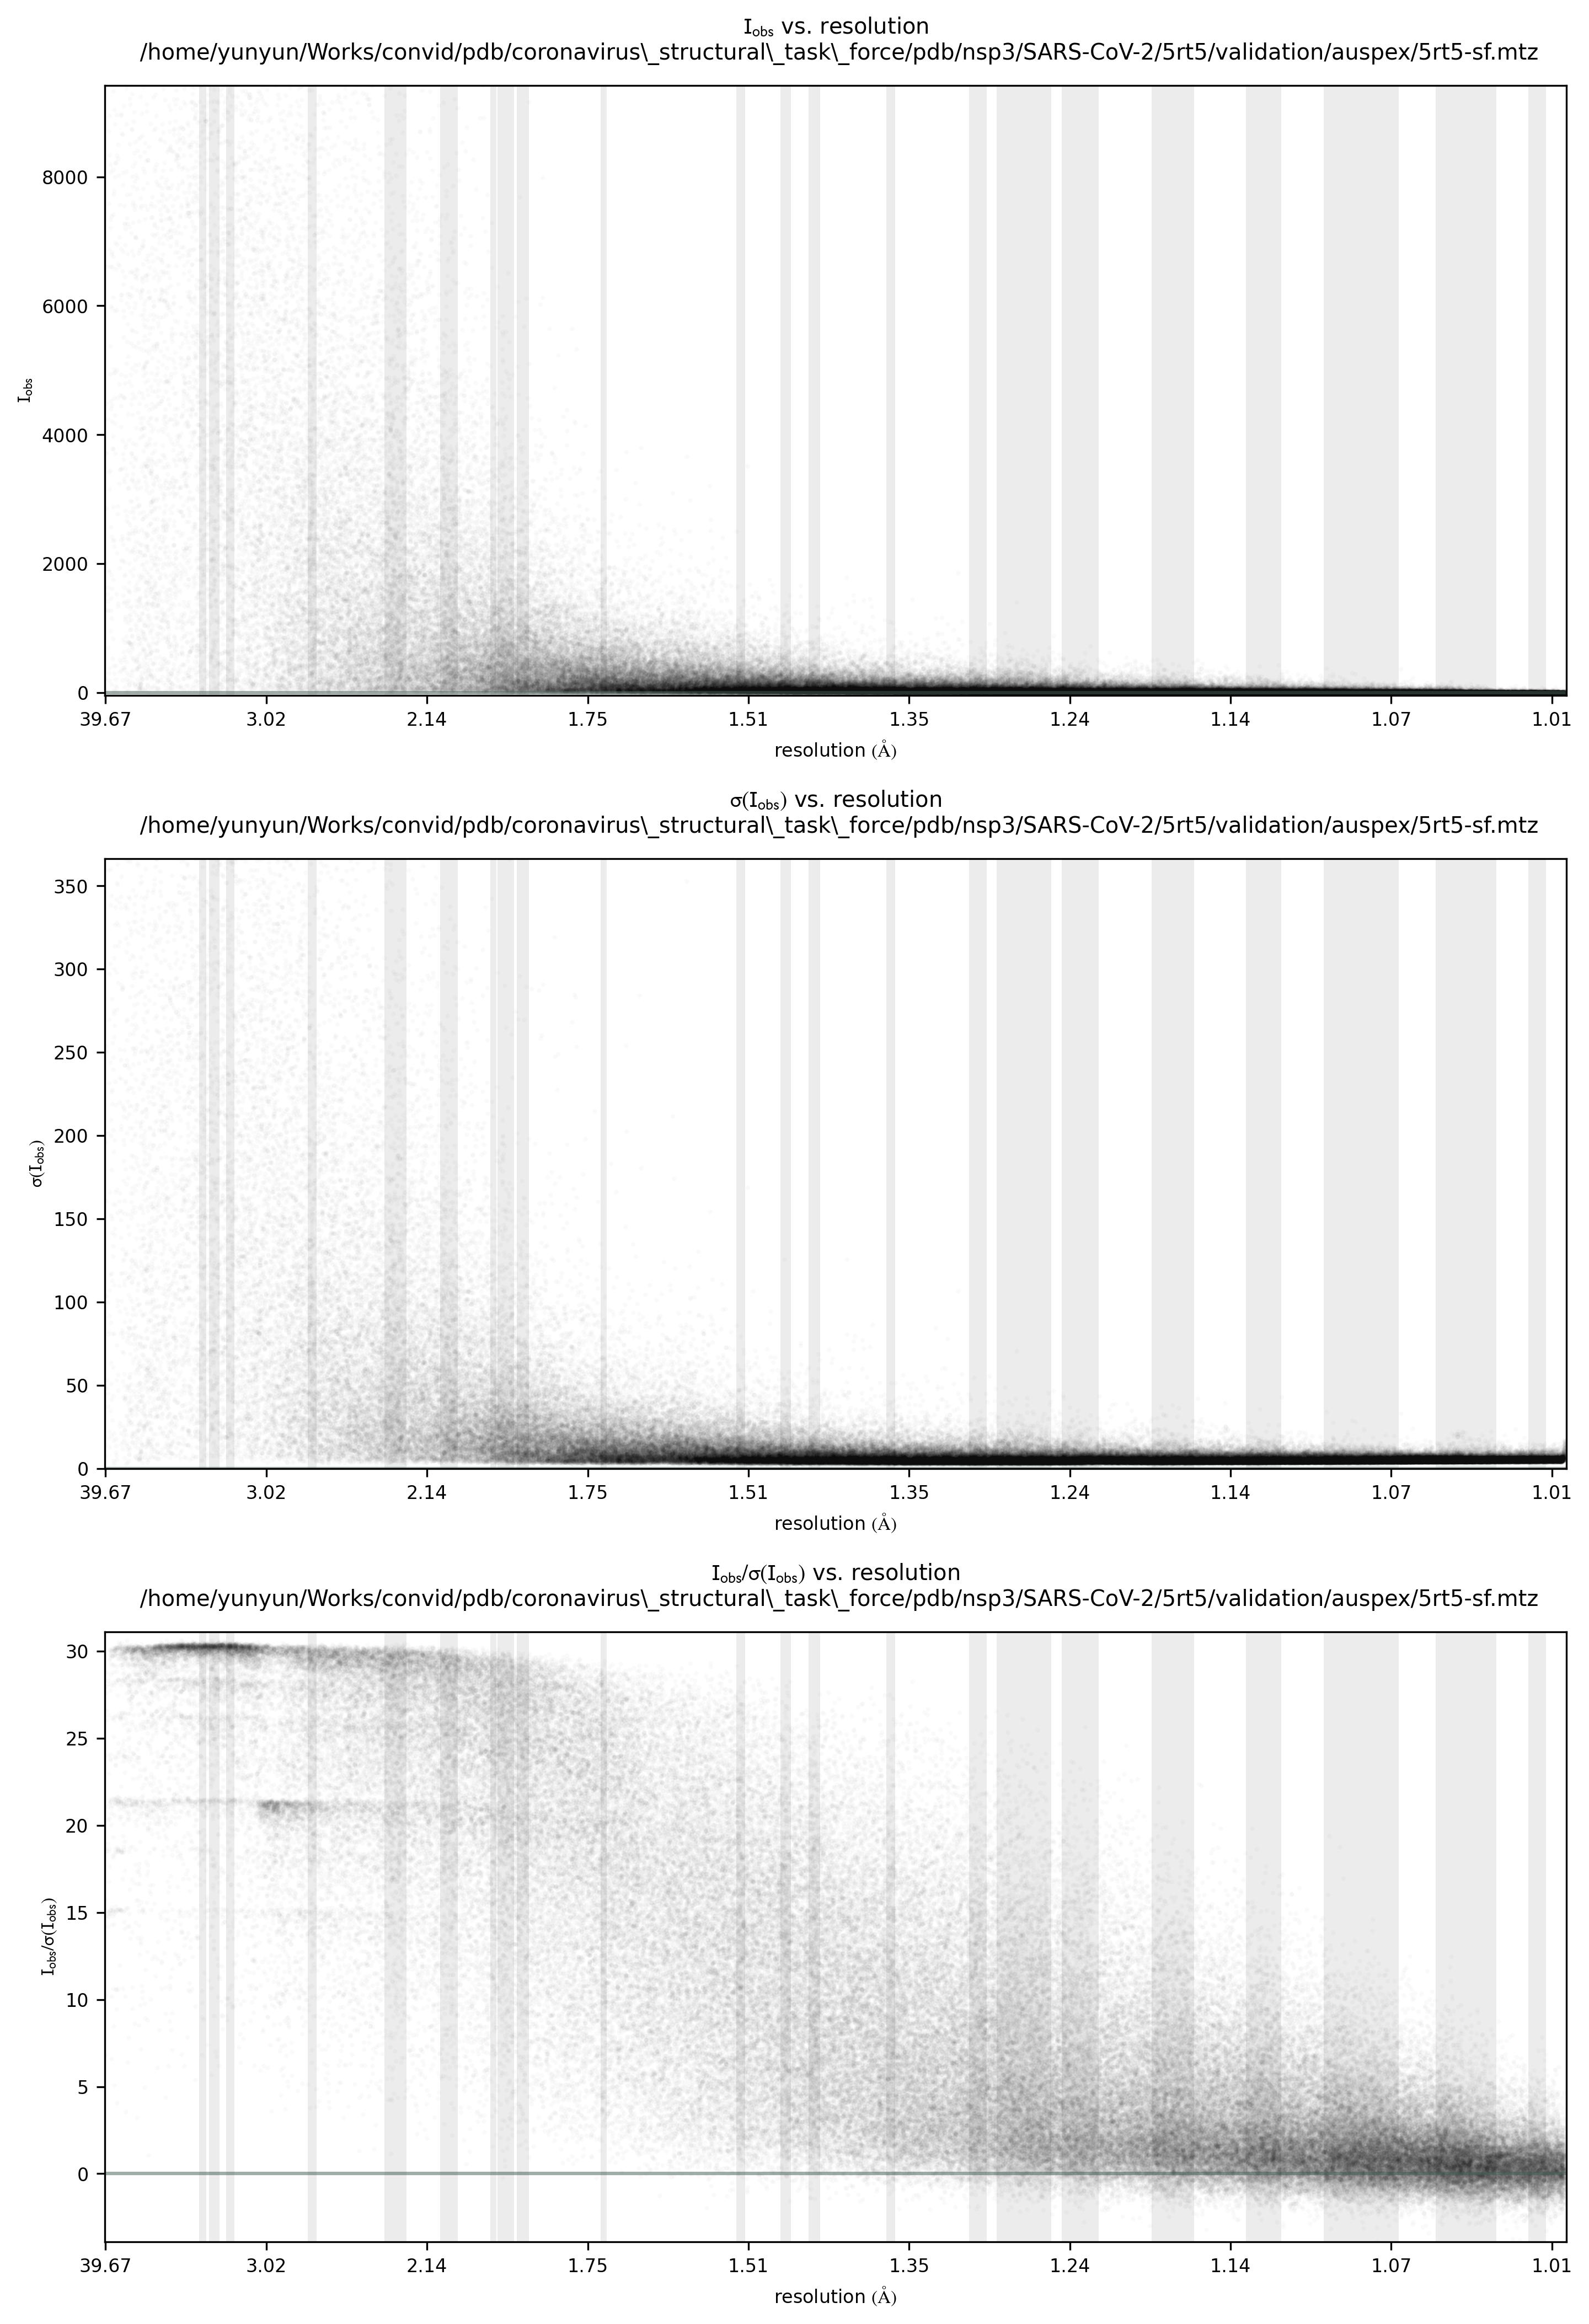 I_obs vs. resolution
/home/yunyun/Works/convid/pdb/coronavirus\_structural\_task\_force/pdb/nsp3/SARS-CoV-2/5rt5/validation/auspex/5rt5-sf.mtz
8000
6000
I_obs
4000
2000
0
39.67 3.02 2.14 1.75 1.51 1.35 1.24 1.14 1.07 1.01
resolution (Å)
σ(I_obs) vs. resolution
/home/yunyun/Works/convid/pdb/coronavirus\_structural\_task\_force/pdb/nsp3/SARS-CoV-2/5rt5/validation/auspex/5rt5-sf.mtz
350
300
250
200
σ(I_obs)
150
100
50
0
39.67 3.02 2.14 1.75 1.51 1.35 1.24 1.14 1.07 1.01
resolution (Å)
I_obs/σ(I_obs) vs. resolution
/home/yunyun/Works/convid/pdb/coronavirus\_structural\_task\_force/pdb/nsp3/SARS-CoV-2/5rt5/validation/auspex/5rt5-sf.mtz
30
25
20
15
I_obs/σ(I_obs)
10
5
0
39.67 3.02 2.14 1.75 1.51 1.35 1.24 1.14 1.07 1.01
resolution (Å)